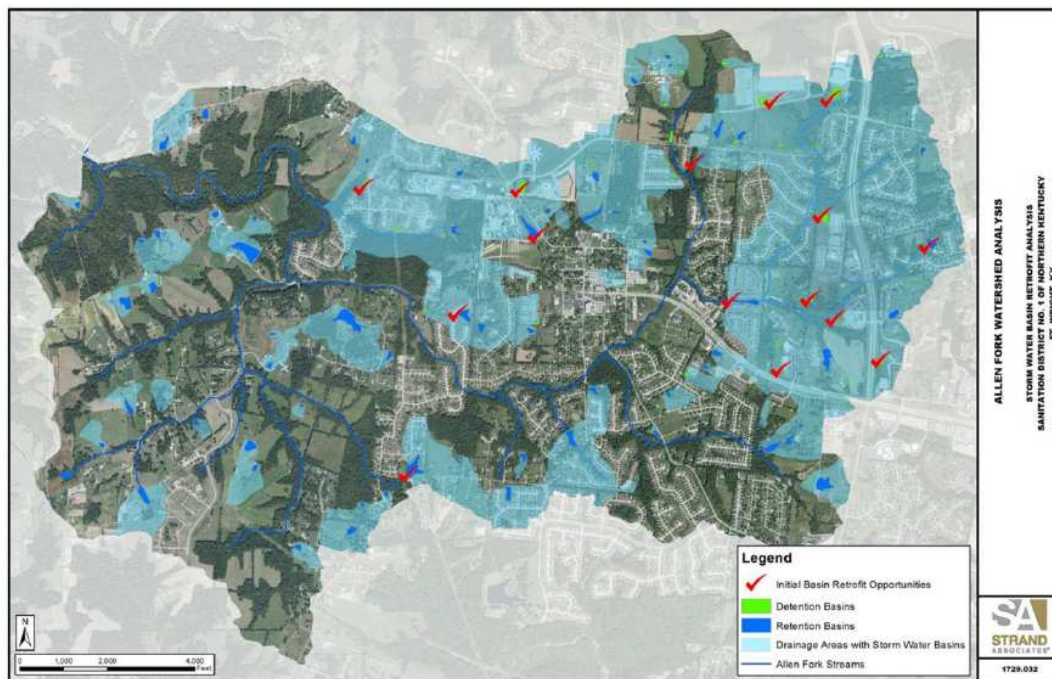 ALLEN FORK WATERSHED ANALYSIS
STORM WATER BASIN RETROFIT ANALYSIS
SANITATION DISTRICT NO. 1 OF NORTHERN KENTUCKY
Legend
Initial Basin Retrofit Opportunities
Detention Basins
Retention Basins
Drainage Areas with Storm Water Basins
Allen Fork Streams
N
0 1,000 2,000 4,000
Feet
SA
STRAND
ASSOCIATES
1729.032